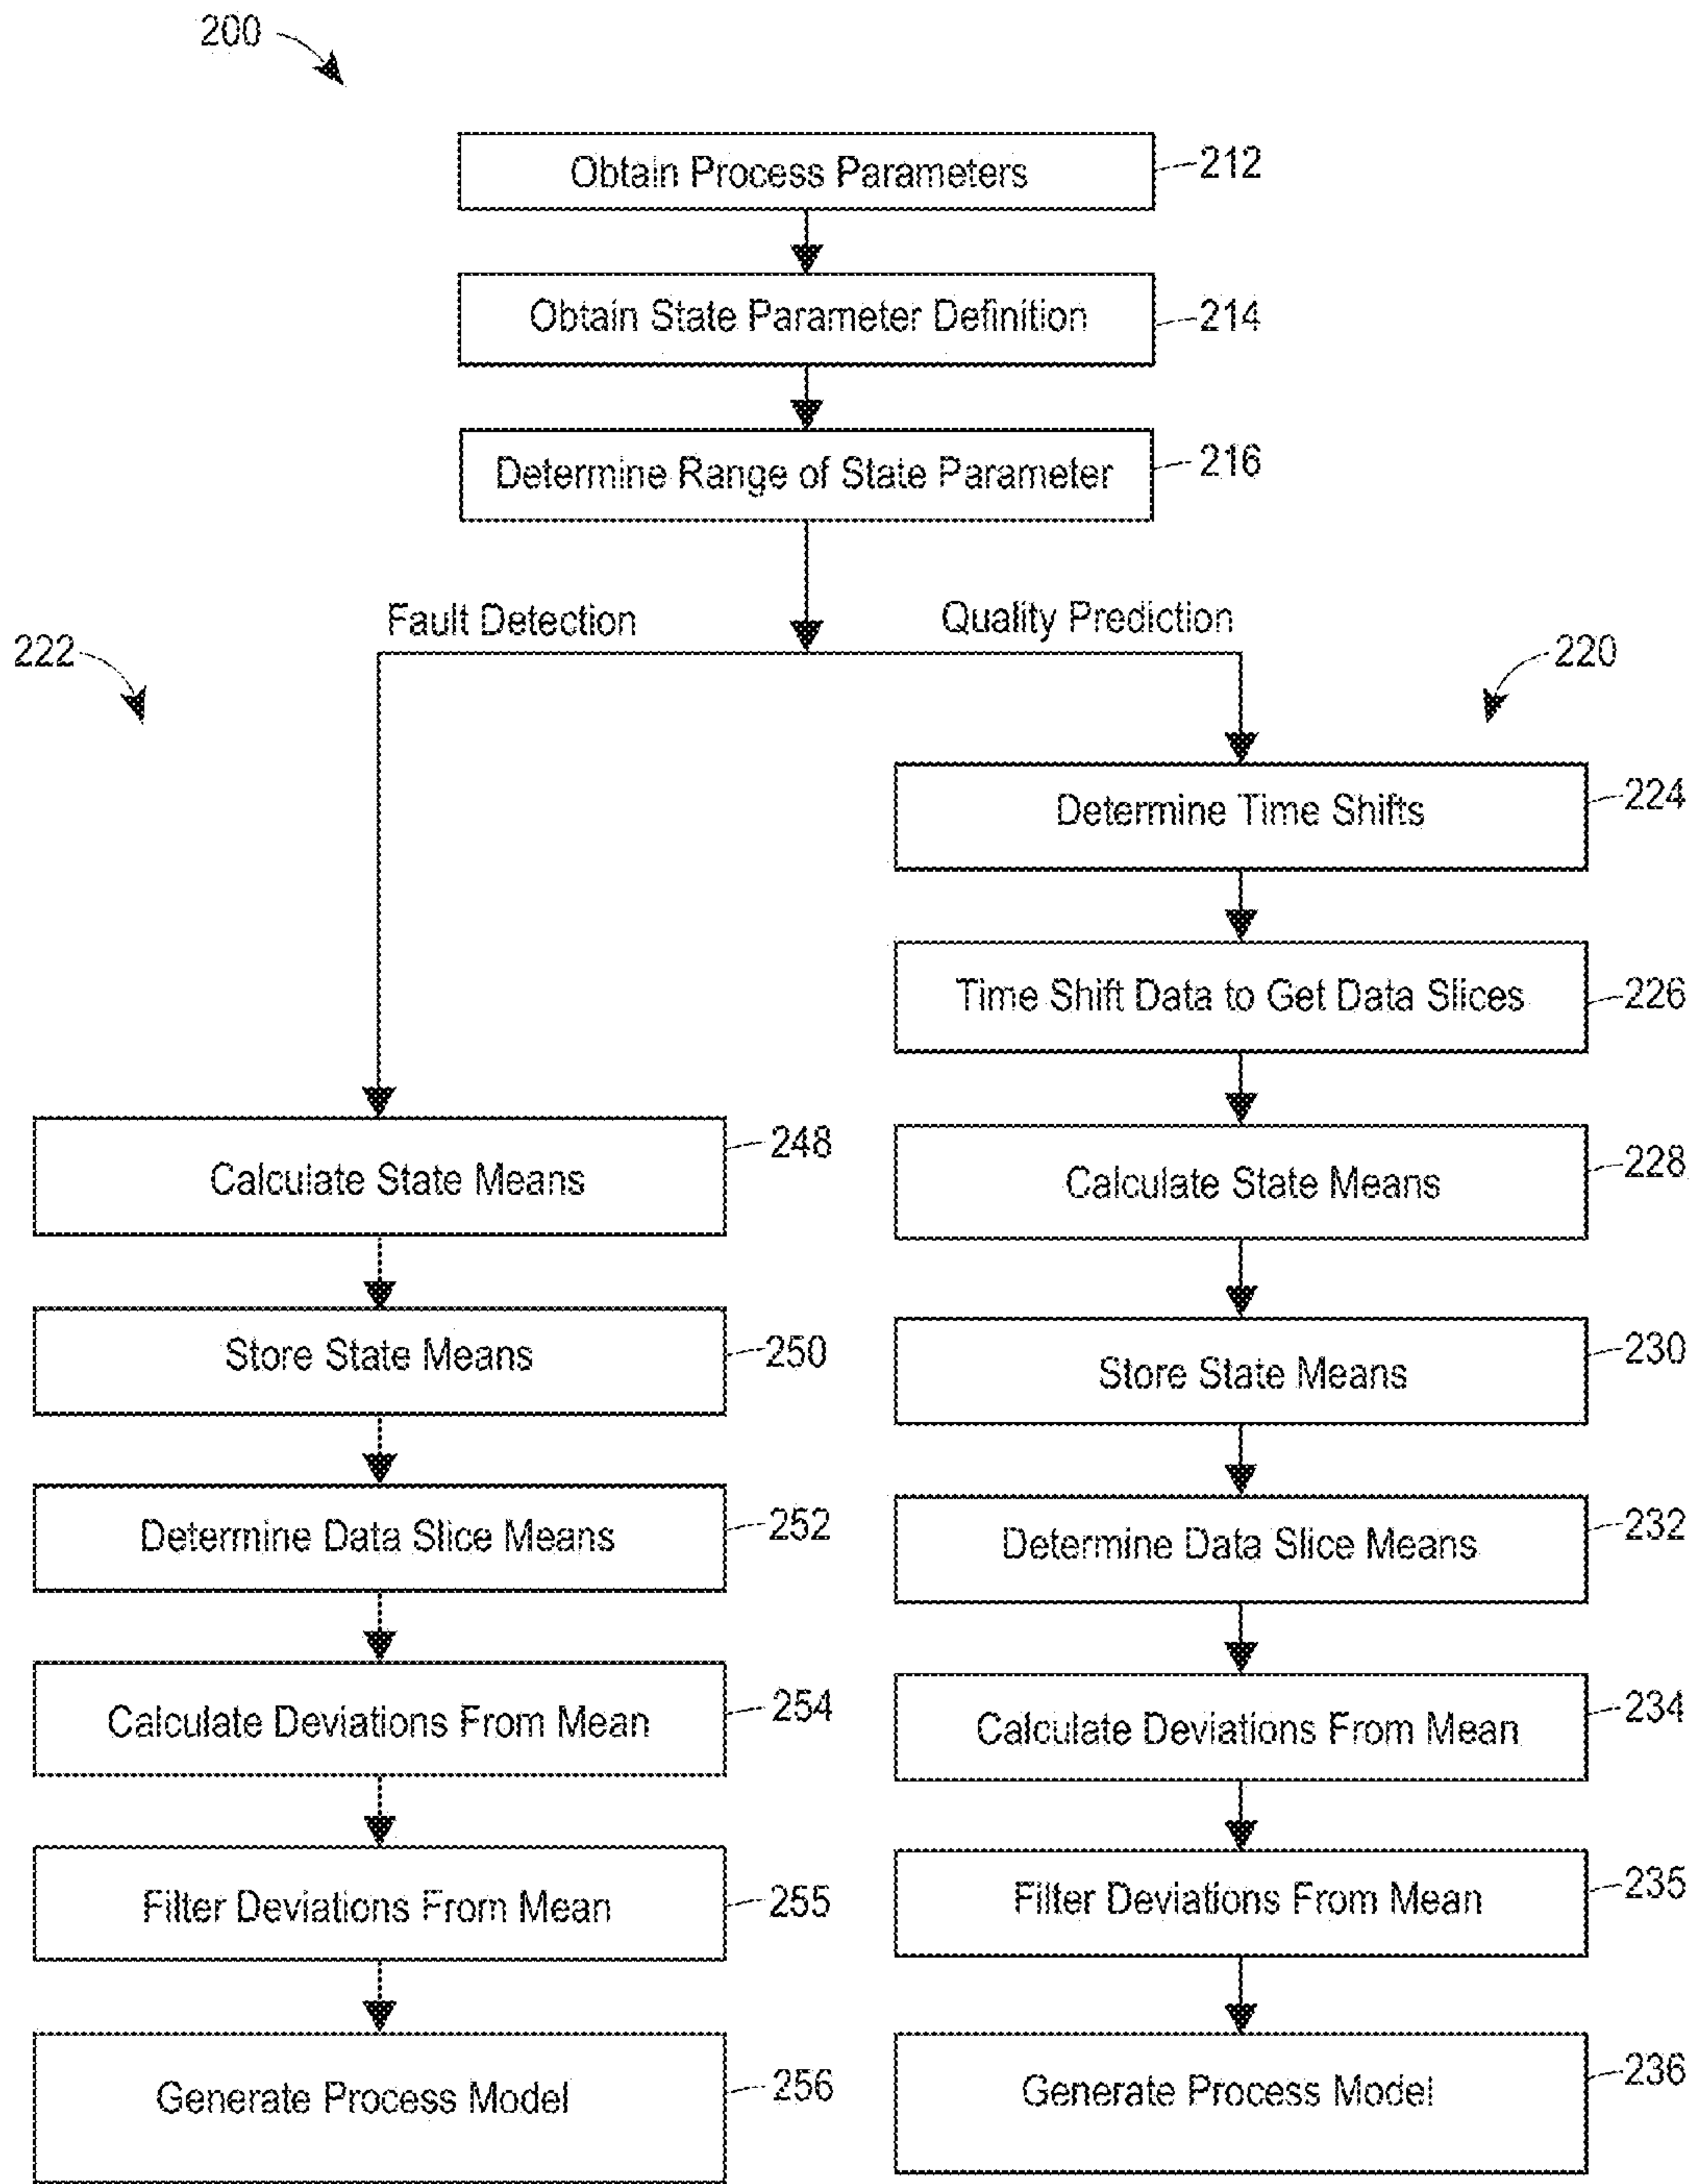 200
Obtain Process Parameters
212
Obtain State Parameter Definition
214
Determine Range of State Parameter
216
Fault Detection
Quality Prediction
222
220
Determine Time Shifts
224
Time Shift Data to Get Data Slices
226
Calculate State Means
248
Calculate State Means
228
Store State Means
250
Store State Means
230
Determine Data Slice Means
252
Determine Data Slice Means
232
Calculate Deviations From Mean
254
Calculate Deviations From Mean
234
Filter Deviations From Mean
255
Filter Deviations From Mean
235
Generate Process Model
256
Generate Process Model
236